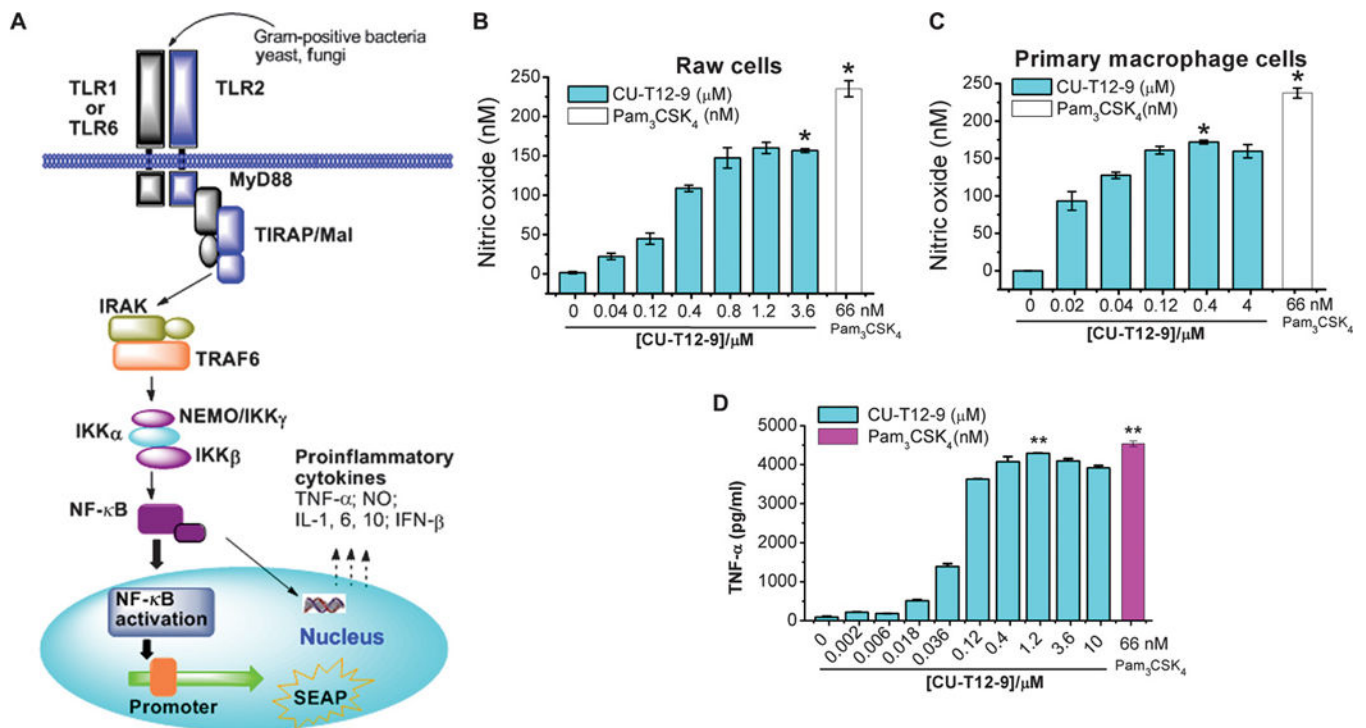 A
Gram-positive bacteria
yeast, fungi
TLR1
or
TLR6
TLR2
MyD88
TIRAP/Mal
IRAK
TRAF6
NEMO/IKKγ
IKKα
IKKβ
NF-κB
Proinflammatory
cytokines
TNF-α; NO;
IL-1, 6, 10; IFN-β
NF-κB
activation
Nucleus
Promoter
SEAP
B
Raw cells
CU-T12-9 (μM)
Pam₃CSK₄ (nM)
*
*
Nitric oxide (nM)
250
200
150
100
50
0
0 0.04 0.12 0.4 0.8 1.2 3.6 66 nM
Pam₃CSK₄
[CU-T12-9]/μM
C
Primary macrophage cells
CU-T12-9 (μM)
Pam₃CSK₄(nM)
*
*
Nitric oxide (nM)
250
200
150
100
50
0
0 0.02 0.04 0.12 0.4 4 66 nM
Pam₃CSK₄
[CU-T12-9]/μM
D
CU-T12-9 (μM)
Pam₃CSK₄(nM)
**
**
TNF-α (pg/ml)
5000
4000
3000
2000
1000
0
0 0.002 0.006 0.018 0.036 0.12 0.4 1.2 3.6 10 66 nM
Pam₃CSK₄
[CU-T12-9]/μM